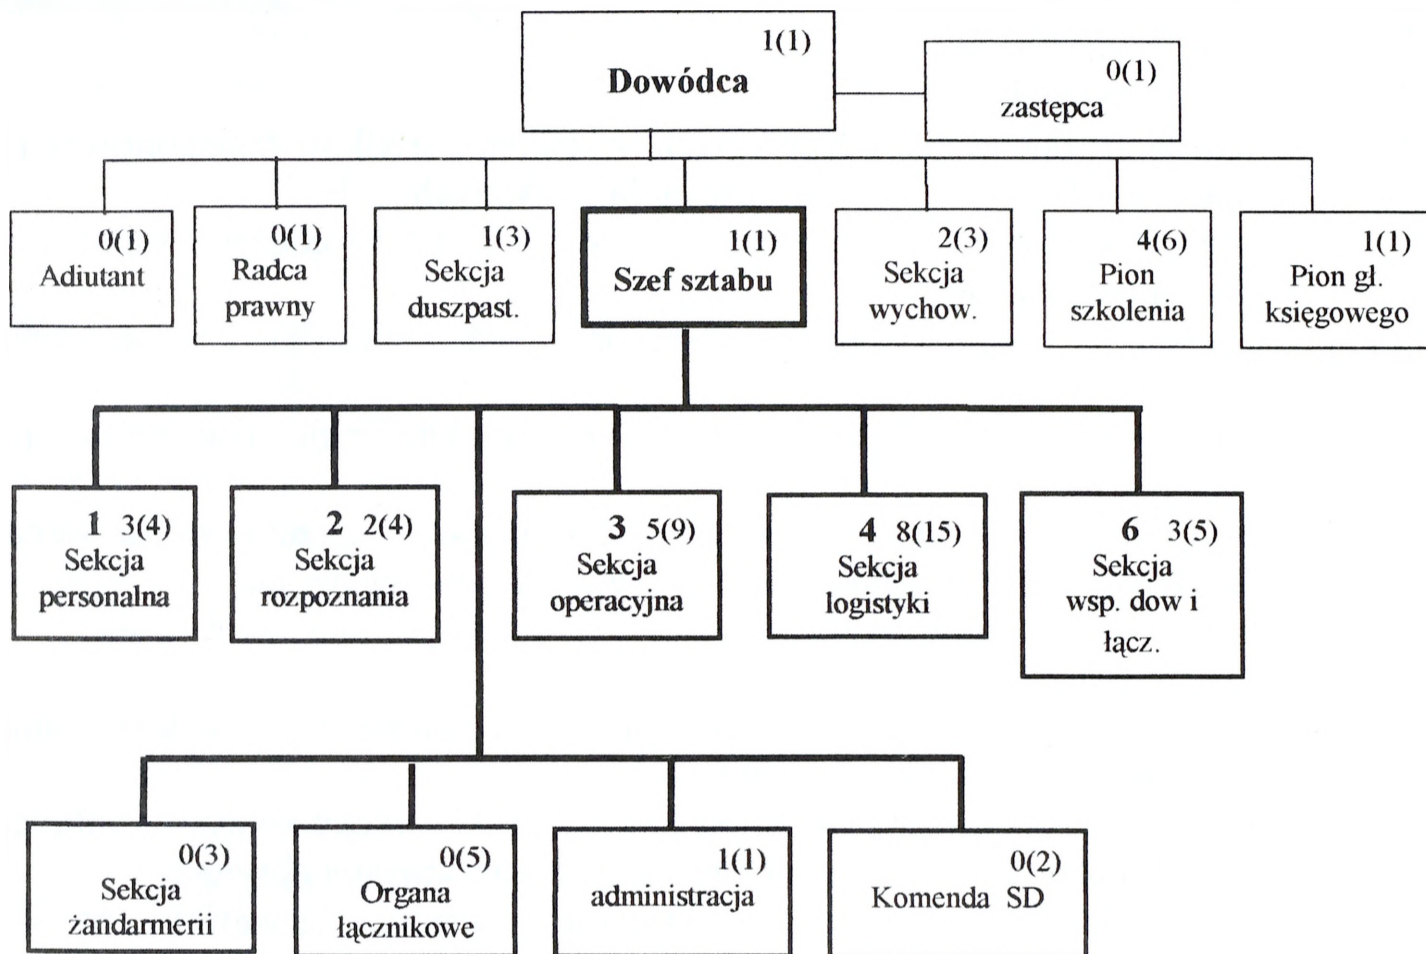 1(1)
Dowódca
0(1)
zastępca
0(1)
Adiutant
0(1)
Radca
prawny
1(3)
Sekcja
duszpast.
1(1)
Szef sztabu
2(3)
Sekcja
wychow.
4(6)
Pion
szkolenia
1(1)
Pion gł.
księgowego
1 3(4)
Sekcja
personalna
2 2(4)
Sekcja
rozpoznania
3 5(9)
Sekcja
operacyjna
4 8(15)
Sekcja
logistyki
6 3(5)
Sekcja
wsp. dow i
łącz.
0(3)
Sekcja
żandarmerii
0(5)
Organa
łącznikowe
1(1)
administracja
0(2)
Komenda SD